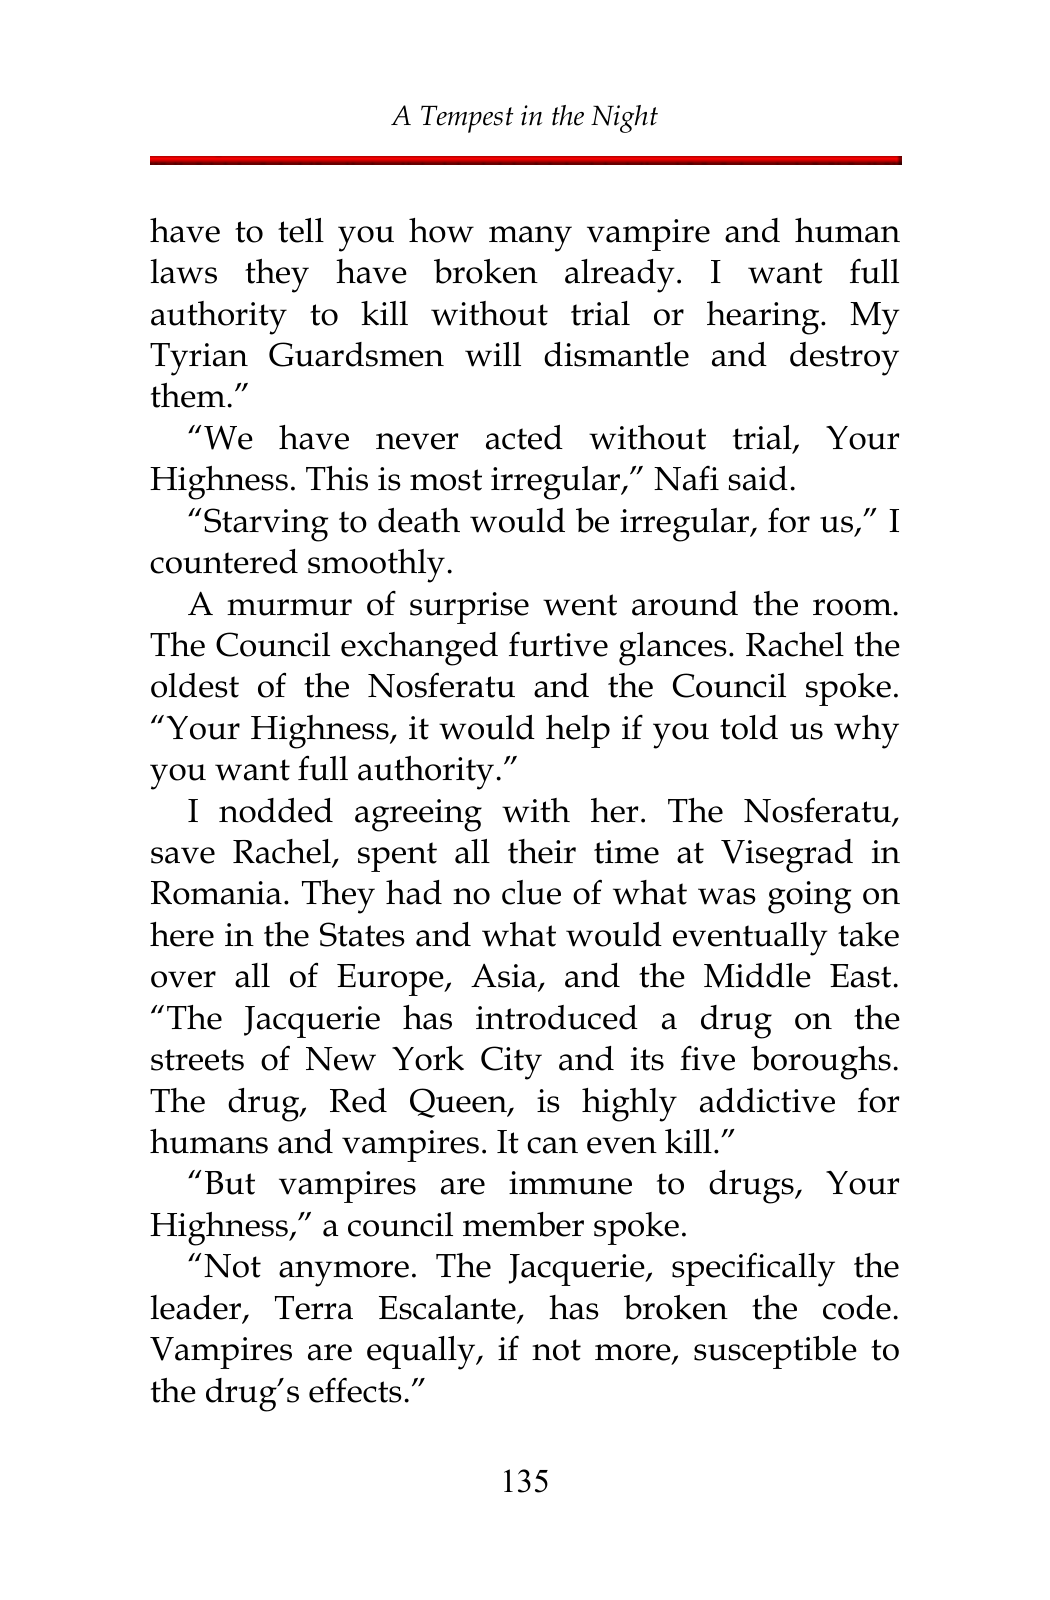 A Tempest in the Night
have to tell you how many vampire and human
laws they have broken already. I want full
authority to kill without trial or hearing. My
Tyrian Guardsmen will dismantle and destroy
them.”
“We have never acted without trial, Your
Highness. This is most irregular,” Nafi said.
“Starving to death would be irregular, for us,” I
countered smoothly.
A murmur of surprise went around the room.
The Council exchanged furtive glances. Rachel the
oldest of the Nosferatu and the Council spoke.
“Your Highness, it would help if you told us why
you want full authority.”
I nodded agreeing with her. The Nosferatu,
save Rachel, spent all their time at Visegrad in
Romania. They had no clue of what was going on
here in the States and what would eventually take
over all of Europe, Asia, and the Middle East.
“The Jacquerie has introduced a drug on the
streets of New York City and its five boroughs.
The drug, Red Queen, is highly addictive for
humans and vampires. It can even kill.”
“But vampires are immune to drugs, Your
Highness,” a council member spoke.
“Not anymore. The Jacquerie, specifically the
leader, Terra Escalante, has broken the code.
Vampires are equally, if not more, susceptible to
the drug’s effects.”
135